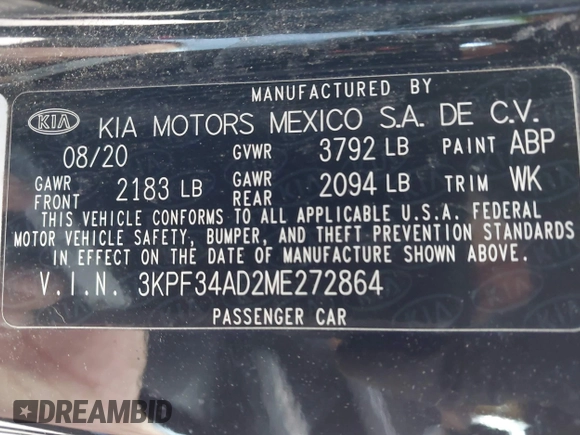 MANUFACTURED BY
KIA KIA MOTORS MEXICO S.A. DE C.V.
08/20 GVWR 3792 LB PAINT ABP
GAWR FRONT 2183 LB GAWR REAR 2094 LB TRIM WK
THIS VEHICLE CONFORMS TO ALL APPLICABLE U.S.A. FEDERAL
MOTOR VEHICLE SAFETY, BUMPER, AND THEFT PREVENTION STANDARDS
IN EFFECT ON THE DATE OF MANUFACTURE SHOWN ABOVE.
V.I.N. 3KPF34AD2ME272864
PASSENGER CAR
DREAMBID